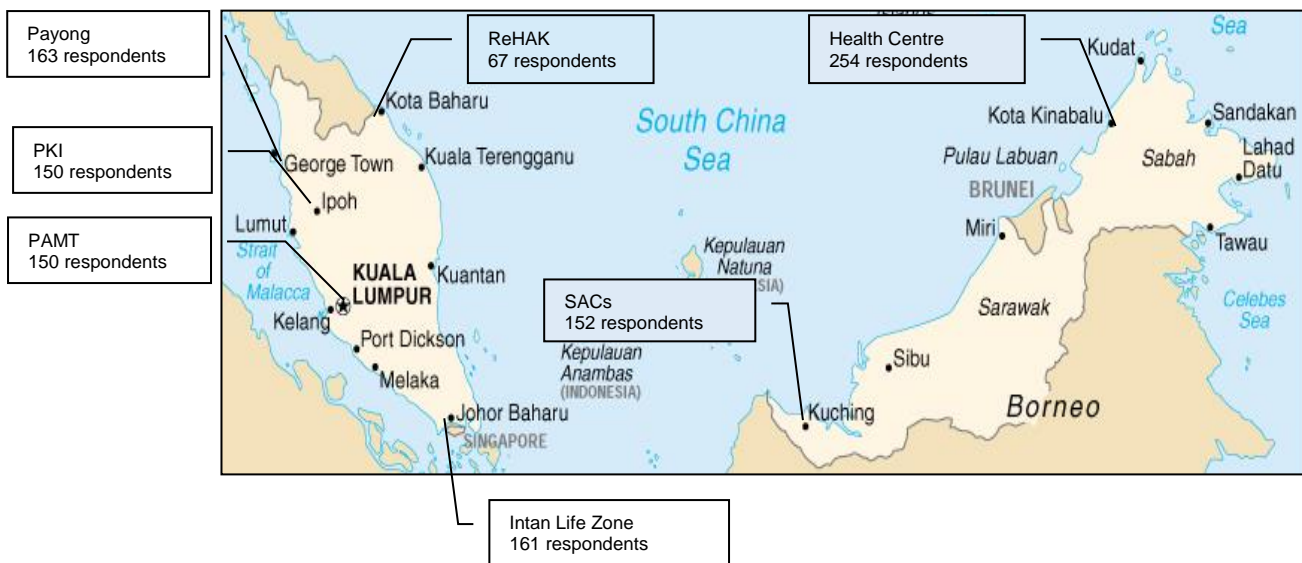 Payong
163 respondents
ReHAK
67 respondents
Health Centre
254 respondents
Sea
Kudat
Kota Baharu
South China
Sea
Kota Kinabalu
Sandakan
PKI
150 respondents
George Town
Kuala Terengganu
Pulau Labuan
Sabah
Lahad
Datu
BRUNEI
Ipoh
PAMT
150 respondents
Lumut
Miri
Tawau
Strait
of
Malacca
Kepulauan
Natuna
SIA)
KUALA
LUMPUR
Kuantan
SACs
152 respondents
Sarawak
Celebes
Sea
Kelang
Port Dickson
Kepulauan
Anambas
(INDONESIA)
Sibu
Melaka
Johor Baharu
SINGAPORE
Kuching
Borneo
Intan Life Zone
161 respondents